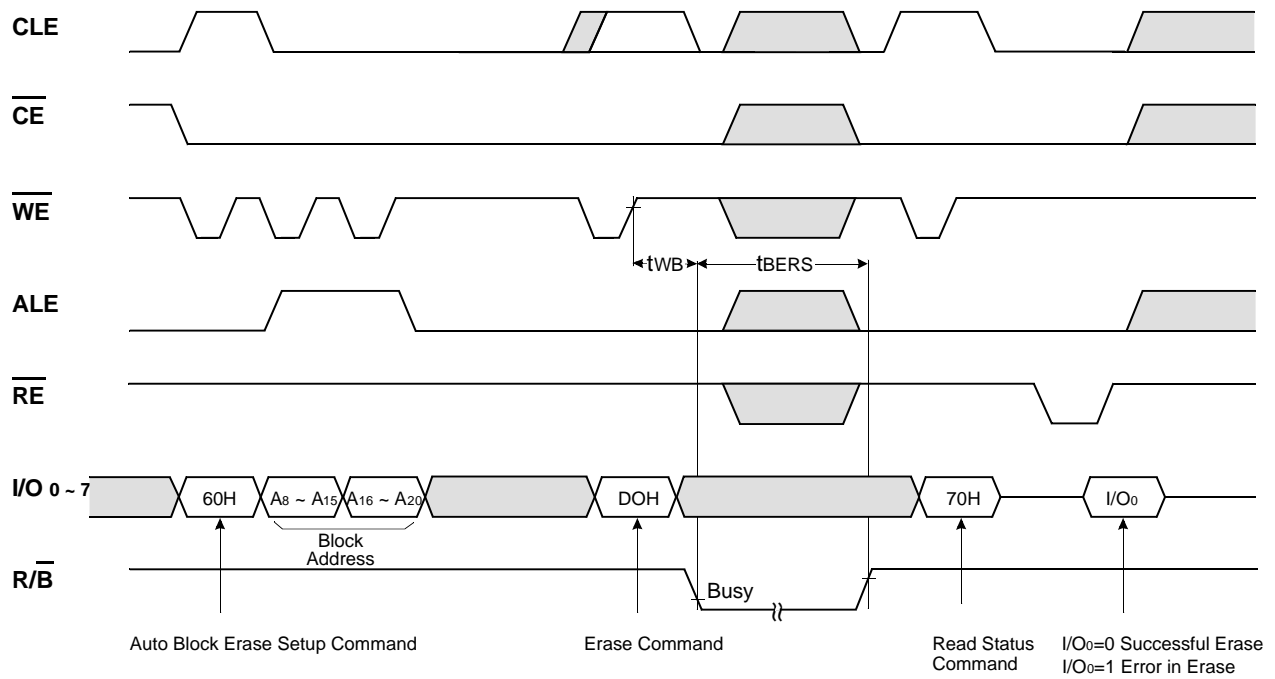 CLE
CE
WE
tWB
tBERS
ALE
RE
I/O 0 ~ 7
60H
A8 ~ A15
A16 ~ A20
DOH
70H
I/O0
Block
Address
R/B
Busy
Auto Block Erase Setup Command
Erase Command
Read Status
Command
I/O0=0 Successful Erase
I/O0=1 Error in Erase